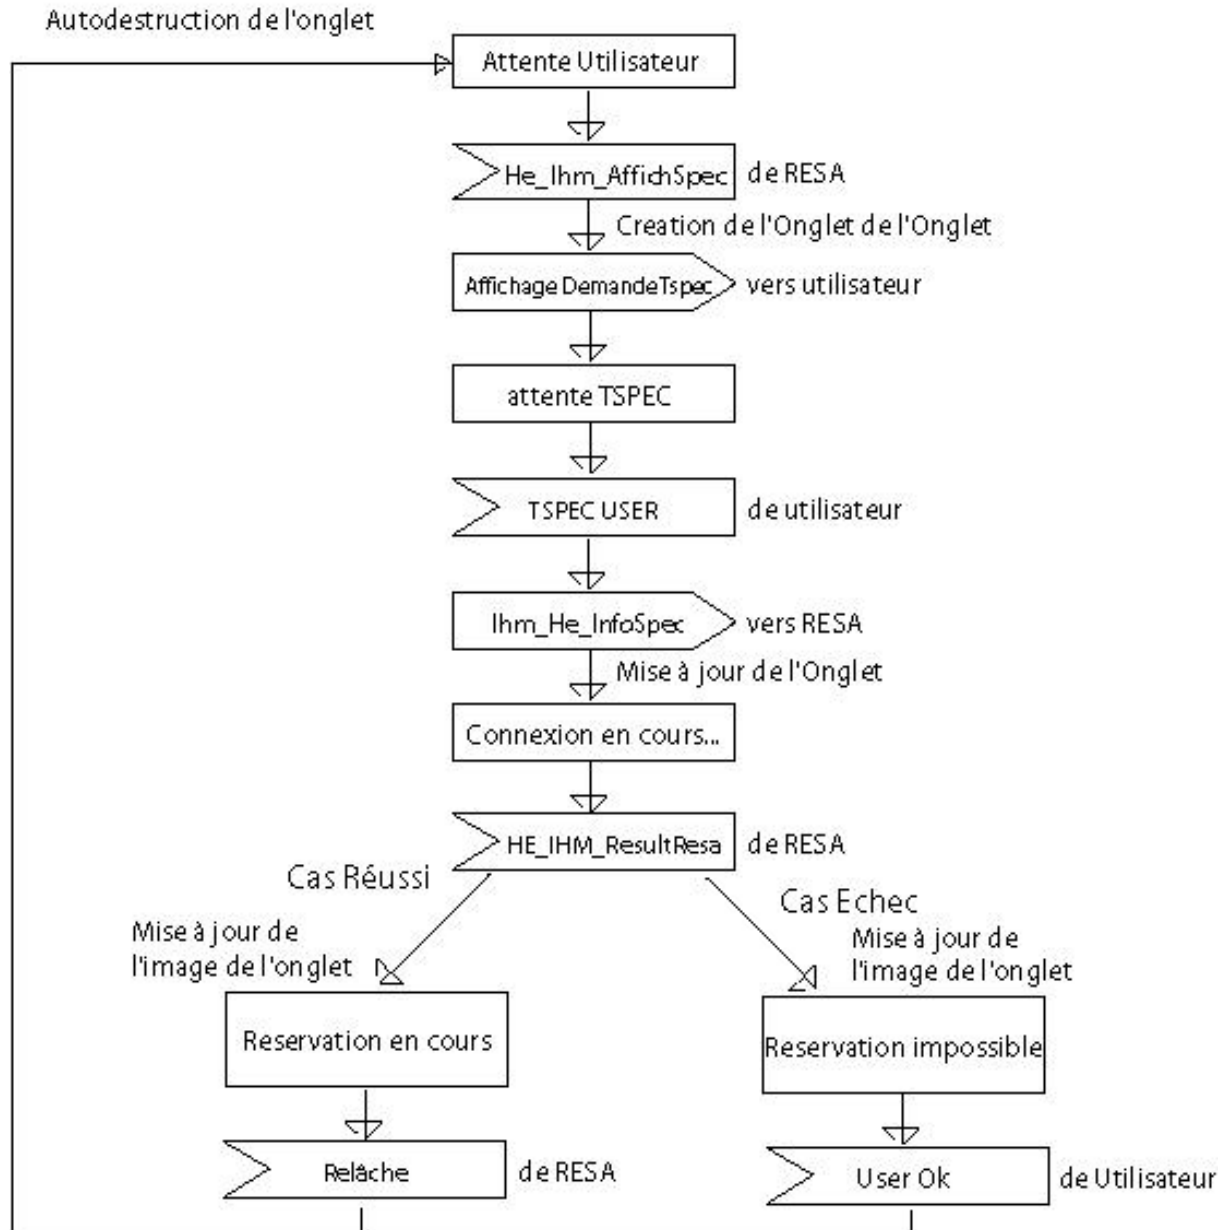 Autodestruction de l'onglet
Attente Utilisateur
He_Ihm_AffichSpec
de RESA
Creation de l'Onglet de l'Onglet
Affichage DemandeTspec
vers utilisateur
attente TSPEC
TSPEC USER
de utilisateur
Ihm_He_InfoSpec
vers RESA
Mise à jour de l'Onglet
Connexion en cours...
HE_IHM_ResultResa
de RESA
Cas Réussi
Cas Echec
Mise à jour de
l'image de l'onglet
Mise à jour de
l'image de l'onglet
Reservation en cours
Reservation impossible
Relâche
de RESA
User Ok
de Utilisateur